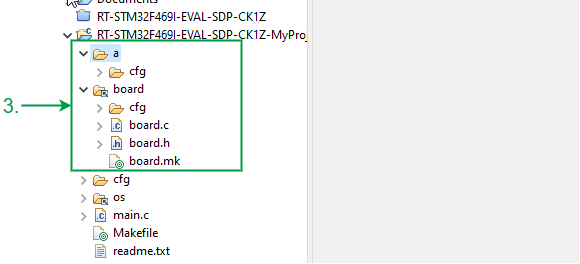 Documents
RT-STM32F469I-EVAL-SDP-CK1Z
RT-STM32F469I-EVAL-SDP-CK1Z-MyProj
a
cfg
board
cfg
3.
board.c
board.h
board.mk
cfg
os
main.c
Makefile
readme.txt